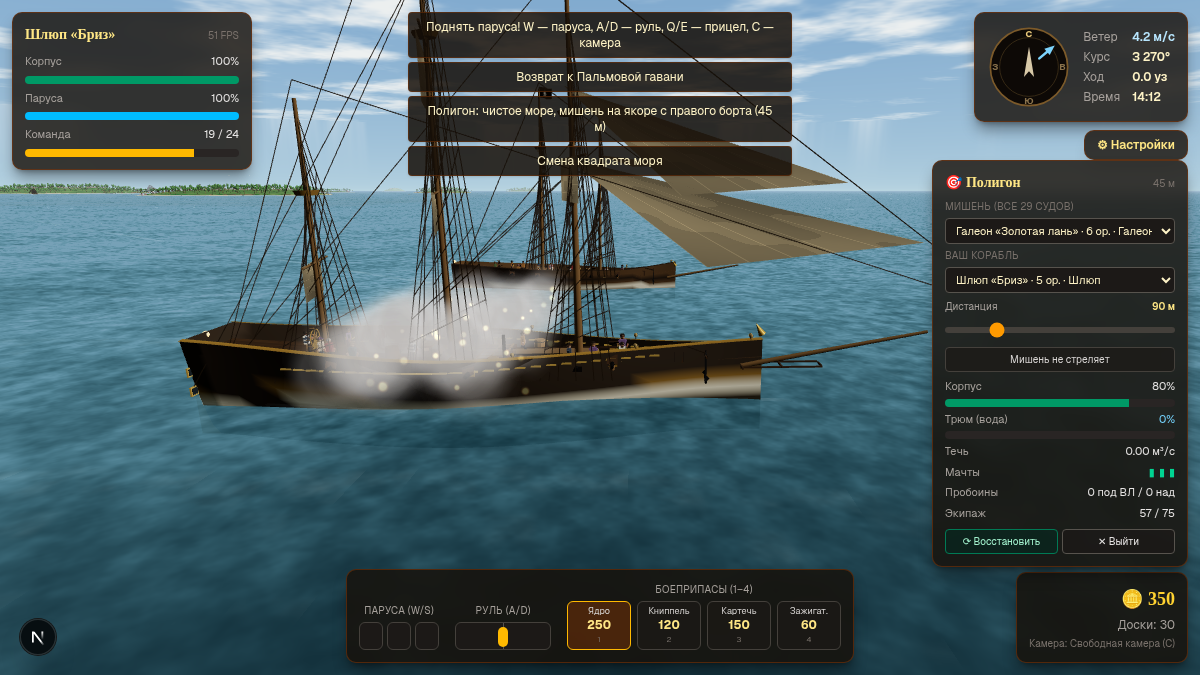 Шлюп «Бриз»
51 FPS
Корпус 100%
Паруса 100%
Команда 19 / 24
Поднять паруса! W — паруса, A/D — руль, Q/E — прицел, C —
камера
Возврат к Пальмовой гавани
Полигон: чистое море, мишень на якоре с правого борта (45
м)
Смена квадрата моря
С
З
В
Ю
Ветер 4.2 м/с
Курс З 270°
Ход 0.0 уз
Время 14:12
⚙ Настройки
🎯 Полигон 45 м
МИШЕНЬ (ВСЕ 29 СУДОВ)
Галеон «Золотая лань» · 6 ор. · Галеон
ВАШ КОРАБЛЬ
Шлюп «Бриз» · 5 ор. · Шлюп
Дистанция 90 м
Мишень не стреляет
Корпус 80%
Трюм (вода) 0%
Течь 0.00 м³/с
Мачты
Пробоины 0 под ВЛ / 0 над
Экипаж 57 / 75
⟳ Восстановить
✕ Выйти
ПАРУСА (W/S)
РУЛЬ (A/D)
БОЕПРИПАСЫ (1–4)
Ядро
250
1
Книппель
120
2
Картечь
150
3
Зажигат.
60
4
350
Доски: 30
Камера: Свободная камера (C)
N